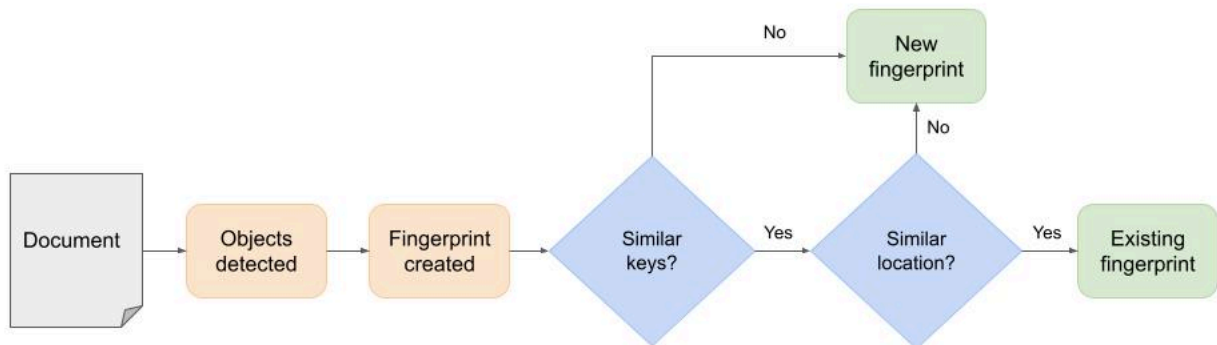 No
New
fingerprint
No
Document
Objects
detected
Fingerprint
created
Similar
keys?
Yes
Similar
location?
Yes
Existing
fingerprint